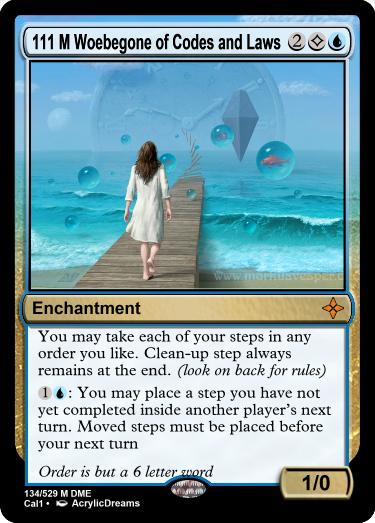 111 M Woebegone of Codes and Laws 2
Enchantment
You may take each of your steps in any
order you like. Clean-up step always
remains at the end. (look on back for rules)
1: You may place a step you have not
yet completed inside another player's next
turn. Moved steps must be placed before
your next turn
Order is but a 6 letter word
1/0
134/529 M DME
Cal1 • AcrylicDreams